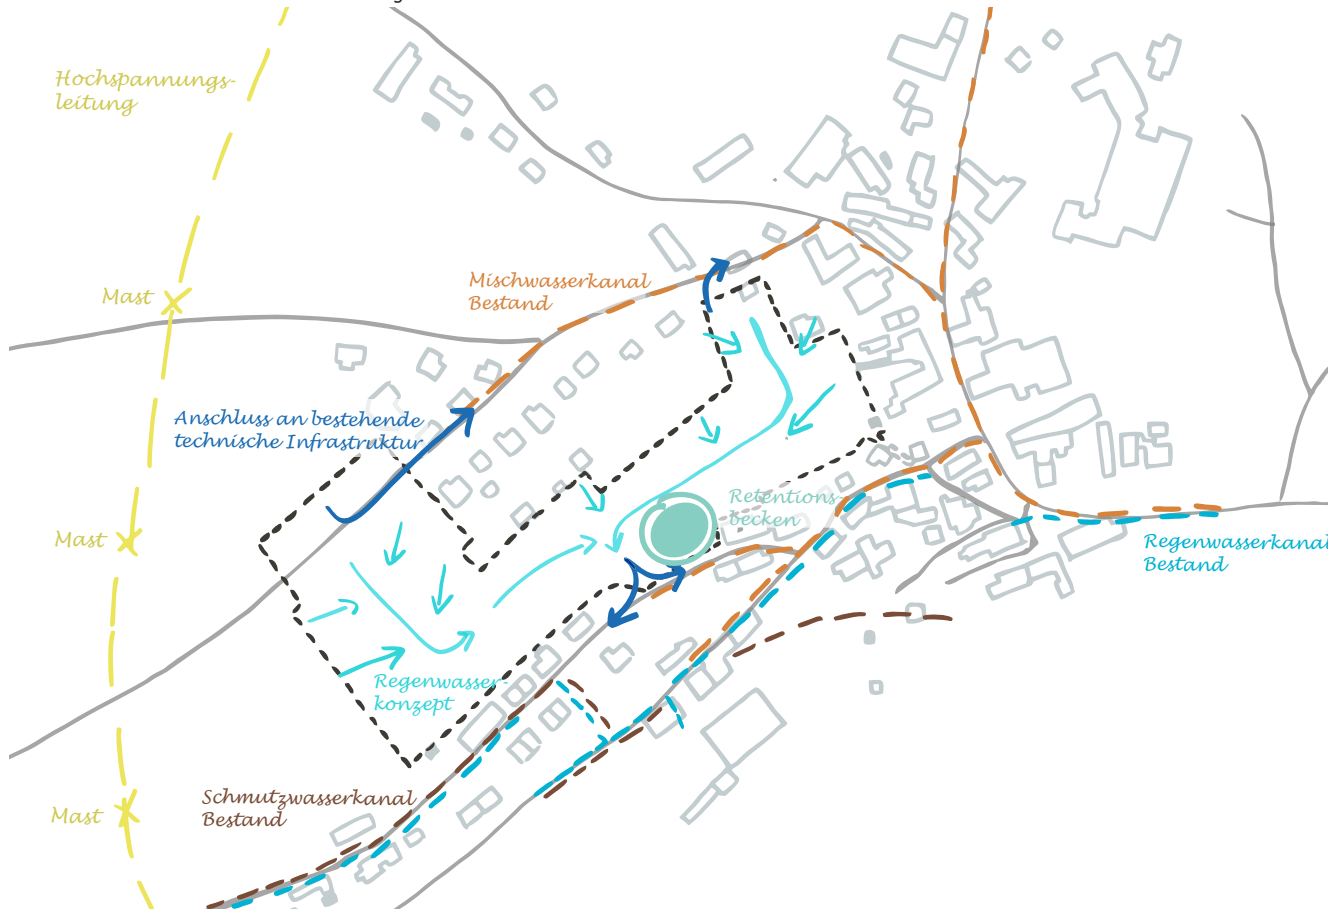 Hochspannungs-
leitung
Mast
Mischwasserkanal
Bestand
Anschluss an bestehende
technische Infrastruktur
Retentions-
becken
Mast
Regenwasserkanal
Bestand
Regenwasser-
konzept
Schmutzwasserkanal
Bestand
Mast